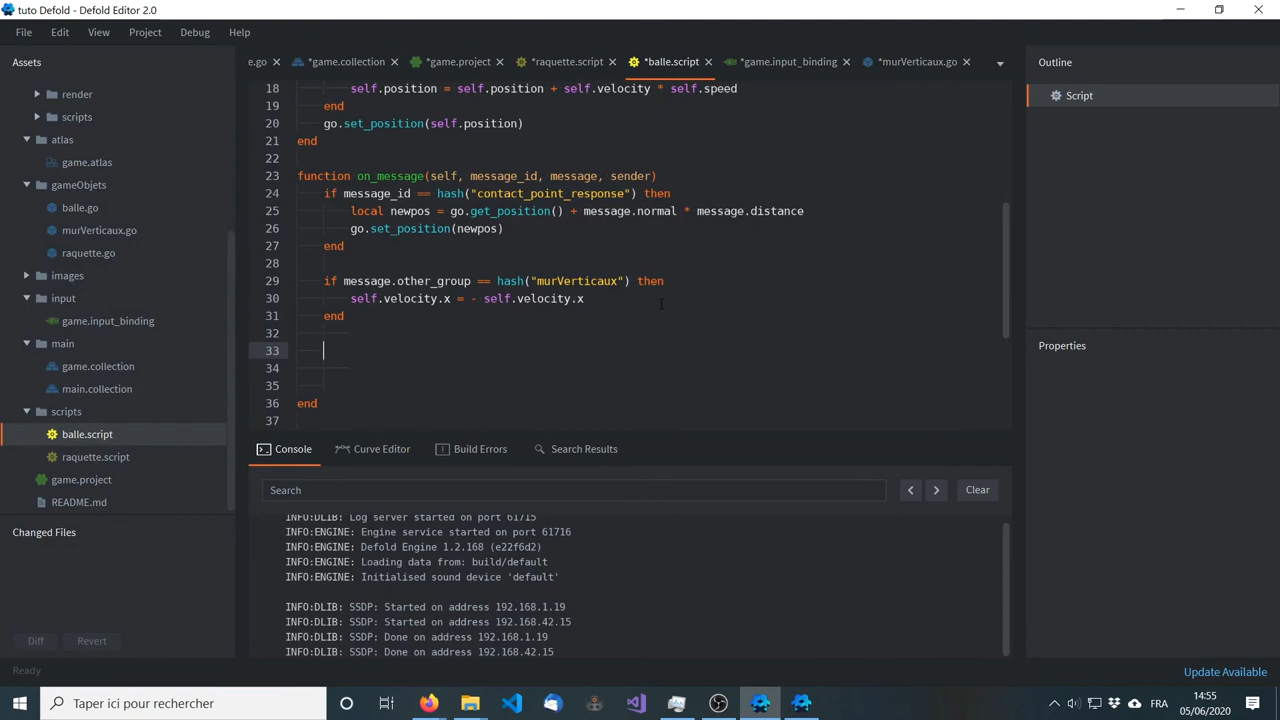 tuto Defold - Defold Editor 2.0
File Edit View Project Debug Help
Assets
render
scripts
atlas
game.atlas
gameObjets
balle.go
murVerticaux.go
raquette.go
images
input
game.input_binding
main
game.collection
main.collection
scripts
balle.script
raquette.script
game.project
README.md
Changed Files
Diff Revert
Ready
e.go *game.collection *game.project *raquette.script *balle.script *game.input_binding *murVerticaux.go
18 self.position = self.position + self.velocity * self.speed
19 end
20 go.set_position(self.position)
21 end
22
23 function on_message(self, message_id, message, sender)
24 if message_id == hash("contact_point_response") then
25 local newpos = go.get_position() + message.normal * message.distance
26 go.set_position(newpos)
27 end
28
29 if message.other_group == hash("murVerticaux") then
30 self.velocity.x = - self.velocity.x
31 end
32
33
34
35
36 end
37
Console Curve Editor Build Errors Search Results
Search
Clear
INFO:DLIB: Log server started on port 61715
INFO:ENGINE: Engine service started on port 61716
INFO:ENGINE: Defold Engine 1.2.168 (e22f6d2)
INFO:ENGINE: Loading data from: build/default
INFO:ENGINE: Initialised sound device 'default'
INFO:DLIB: SSDP: Started on address 192.168.1.19
INFO:DLIB: SSDP: Started on address 192.168.42.15
INFO:DLIB: SSDP: Done on address 192.168.1.19
INFO:DLIB: SSDP: Done on address 192.168.42.15
Outline
Script
Properties
Update Available
Taper ici pour rechercher
FRA
14:55
05/06/2020